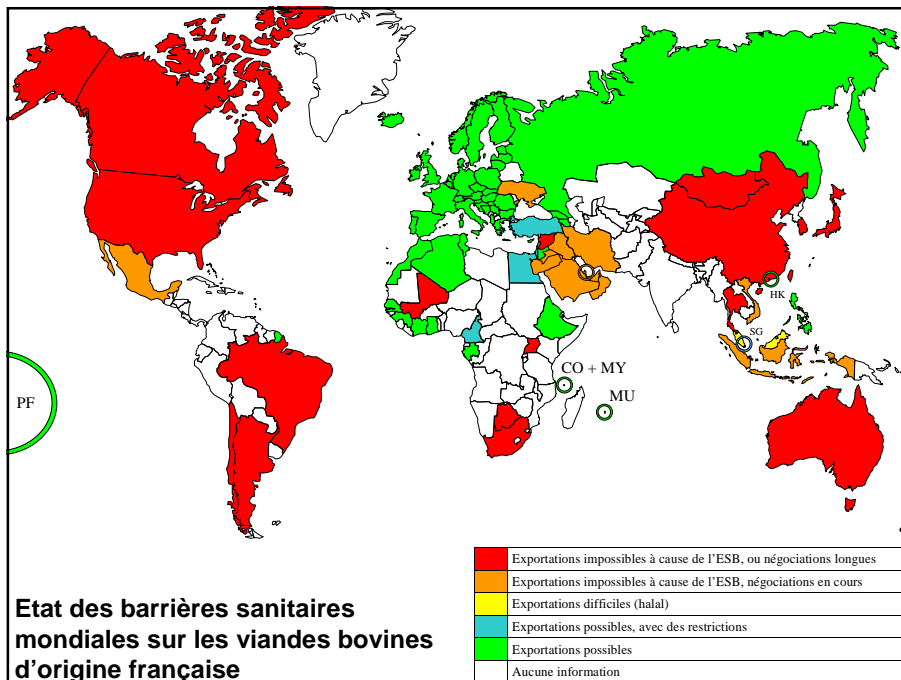 HK
SG
CO + MY
MU
PF
Exportations impossibles à cause de l’ESB, ou négociations longues
Exportations impossibles à cause de l’ESB, négociations en cours
Exportations difficiles (halal)
Exportations possibles, avec des restrictions
Exportations possibles
Aucune information
Etat des barrières sanitaires
mondiales sur les viandes bovines
d’origine française